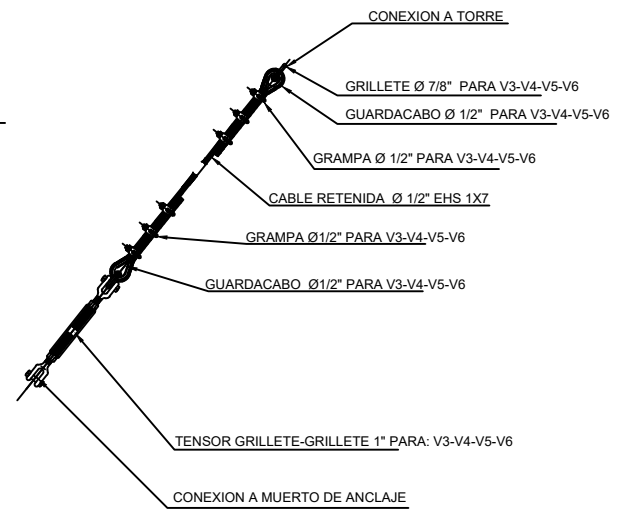 CONEXION A TORRE
GRILLETE Ø 7/8" PARA V3-V4-V5-V6
GUARDACABO Ø 1/2" PARA V3-V4-V5-V6
GRAMPA Ø 1/2" PARA V3-V4-V5-V6
CABLE RETENIDA Ø 1/2" EHS 1X7
GRAMPA Ø1/2" PARA V3-V4-V5-V6
GUARDACABO Ø1/2" PARA V3-V4-V5-V6
TENSOR GRILLETE-GRILLETE 1" PARA: V3-V4-V5-V6
CONEXION A MUERTO DE ANCLAJE